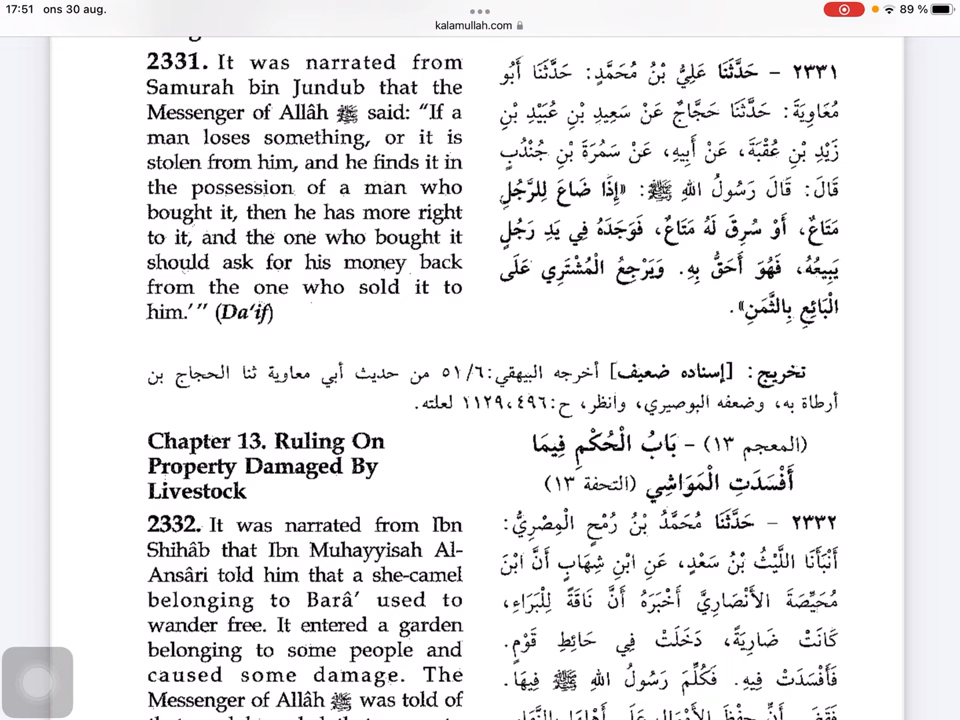 17:51 ons 30 aug.
89 %
kalamullah.com
2331. It was narrated from
Samurah bin Jundub that the
Messenger of Allâh ﷺ said: “If a
man loses something, or it is
stolen from him, and he finds it in
the possession of a man who
bought it, then he has more right
to it, and the one who bought it
should ask for his money back
from the one who sold it to
him.’” (Da‘if)
٢٣٣١ - حَدَّثَنَا عَلِيُّ بْنُ مُحَمَّدٍ: حَدَّثَنَا أَبُو
مُعَاوِيَةَ: حَدَّثَنَا حَجَّاجٌ عَنْ سَعِيدِ بْنِ عُبَيْدِ بْنِ
زَيْدِ بْنِ عُقْبَةَ، عَنْ أَبِيهِ، عَنْ سَمُرَةَ بْنِ جُنْدُبٍ
قَالَ: قَالَ رَسُولُ اللهِ ﷺ: «إِذَا ضَاعَ لِلرَّجُلِ
مَتَاعٌ، أَوْ سُرِقَ لَهُ مَتَاعٌ، فَوَجَدَهُ فِي يَدِ رَجُلٍ
يَبِيعُهُ، فَهُوَ أَحَقُّ بِهِ. وَيَرْجِعُ الْمُشْتَرِي عَلَى
الْبَائِعِ بِالثَّمَنِ».
تخريج: [إسناده ضعيف] أخرجه البيهقي:٥١/٦ من حديث أبي معاوية ثنا الحجاج بن
أرطاة به، وضعفه البوصيري، وانظر، ح:١١٢٩،٤٩٦ لعلته.
Chapter 13. Ruling On
Property Damaged By
Livestock
(المعجم ١٣) - بَابُ الْحُكْمِ فِيمَا
أَفْسَدَتِ الْمَوَاشِي (التحفة ١٣)
2332. It was narrated from Ibn
Shihâb that Ibn Muhayyisah Al-
Ansâri told him that a she-camel
belonging to Barâ’ used to
wander free. It entered a garden
belonging to some people and
caused some damage. The
Messenger of Allâh ﷺ was told of
٢٣٣٢ - حَدَّثَنَا مُحَمَّدُ بْنُ رُمْحٍ الْمِصْرِيُّ:
أَنْبَأَنَا اللَّيْثُ بْنُ سَعْدٍ، عَنِ ابْنِ شِهَابٍ أَنَّ ابْنَ
مُحَيِّصَةَ الأَنْصَارِيَّ أَخْبَرَهُ أَنَّ نَاقَةً لِلْبَرَاءِ،
كَانَتْ ضَارِيَةً، دَخَلَتْ فِي حَائِطِ قَوْمٍ.
فَأَفْسَدَتْ فِيهِ. فَكُلِّمَ رَسُولُ اللهِ ﷺ فِيهَا.